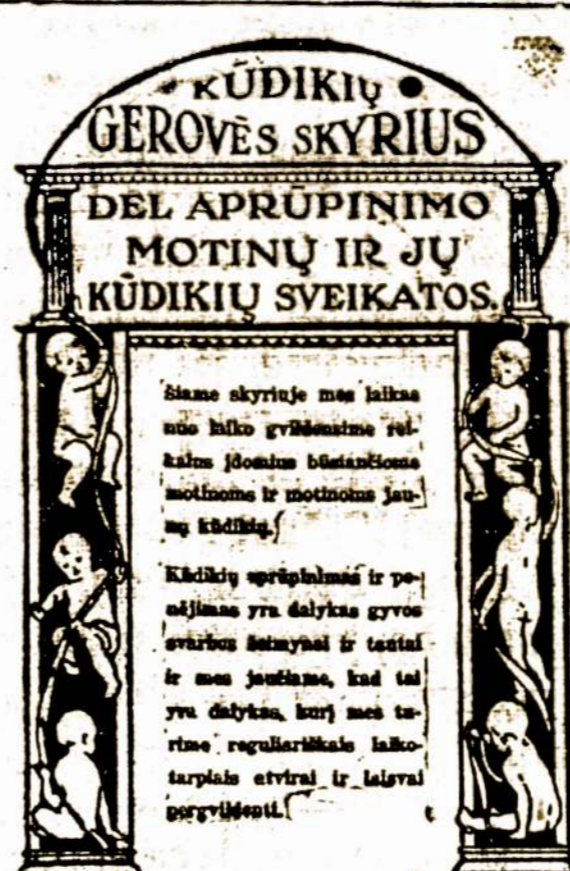 KŪDIKIŲ
GEROVĖS SKYRIUS
DEL APRŪPINIMO
MOTINŲ IR JŲ
KŪDIKIŲ SVEIKATOS.
Šiame skyriuje mes laikas
nuo laiko gvildensime rei-
kalus įdomius būsiančioms
motinoms ir motinoms jau-
nų kūdikių.
Kūdikių aprūpinimas ir pe-
nėjimas yra dalykas gyvos
svarbos šeimynai ir tautai
ir mes jaučiame, kad tai
yra dalykas, kurį mes tu-
rime reguliariškais laiko-
tarpiais atvirai ir laisvai
pergvildenti.